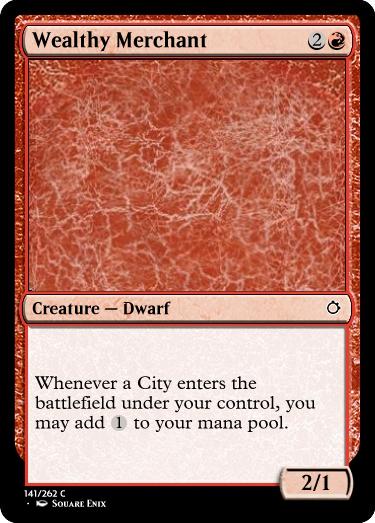 Wealthy Merchant 2
Creature — Dwarf
Whenever a City enters the
battlefield under your control, you
may add 1 to your mana pool.
2/1
141/262 C
· Square Enix